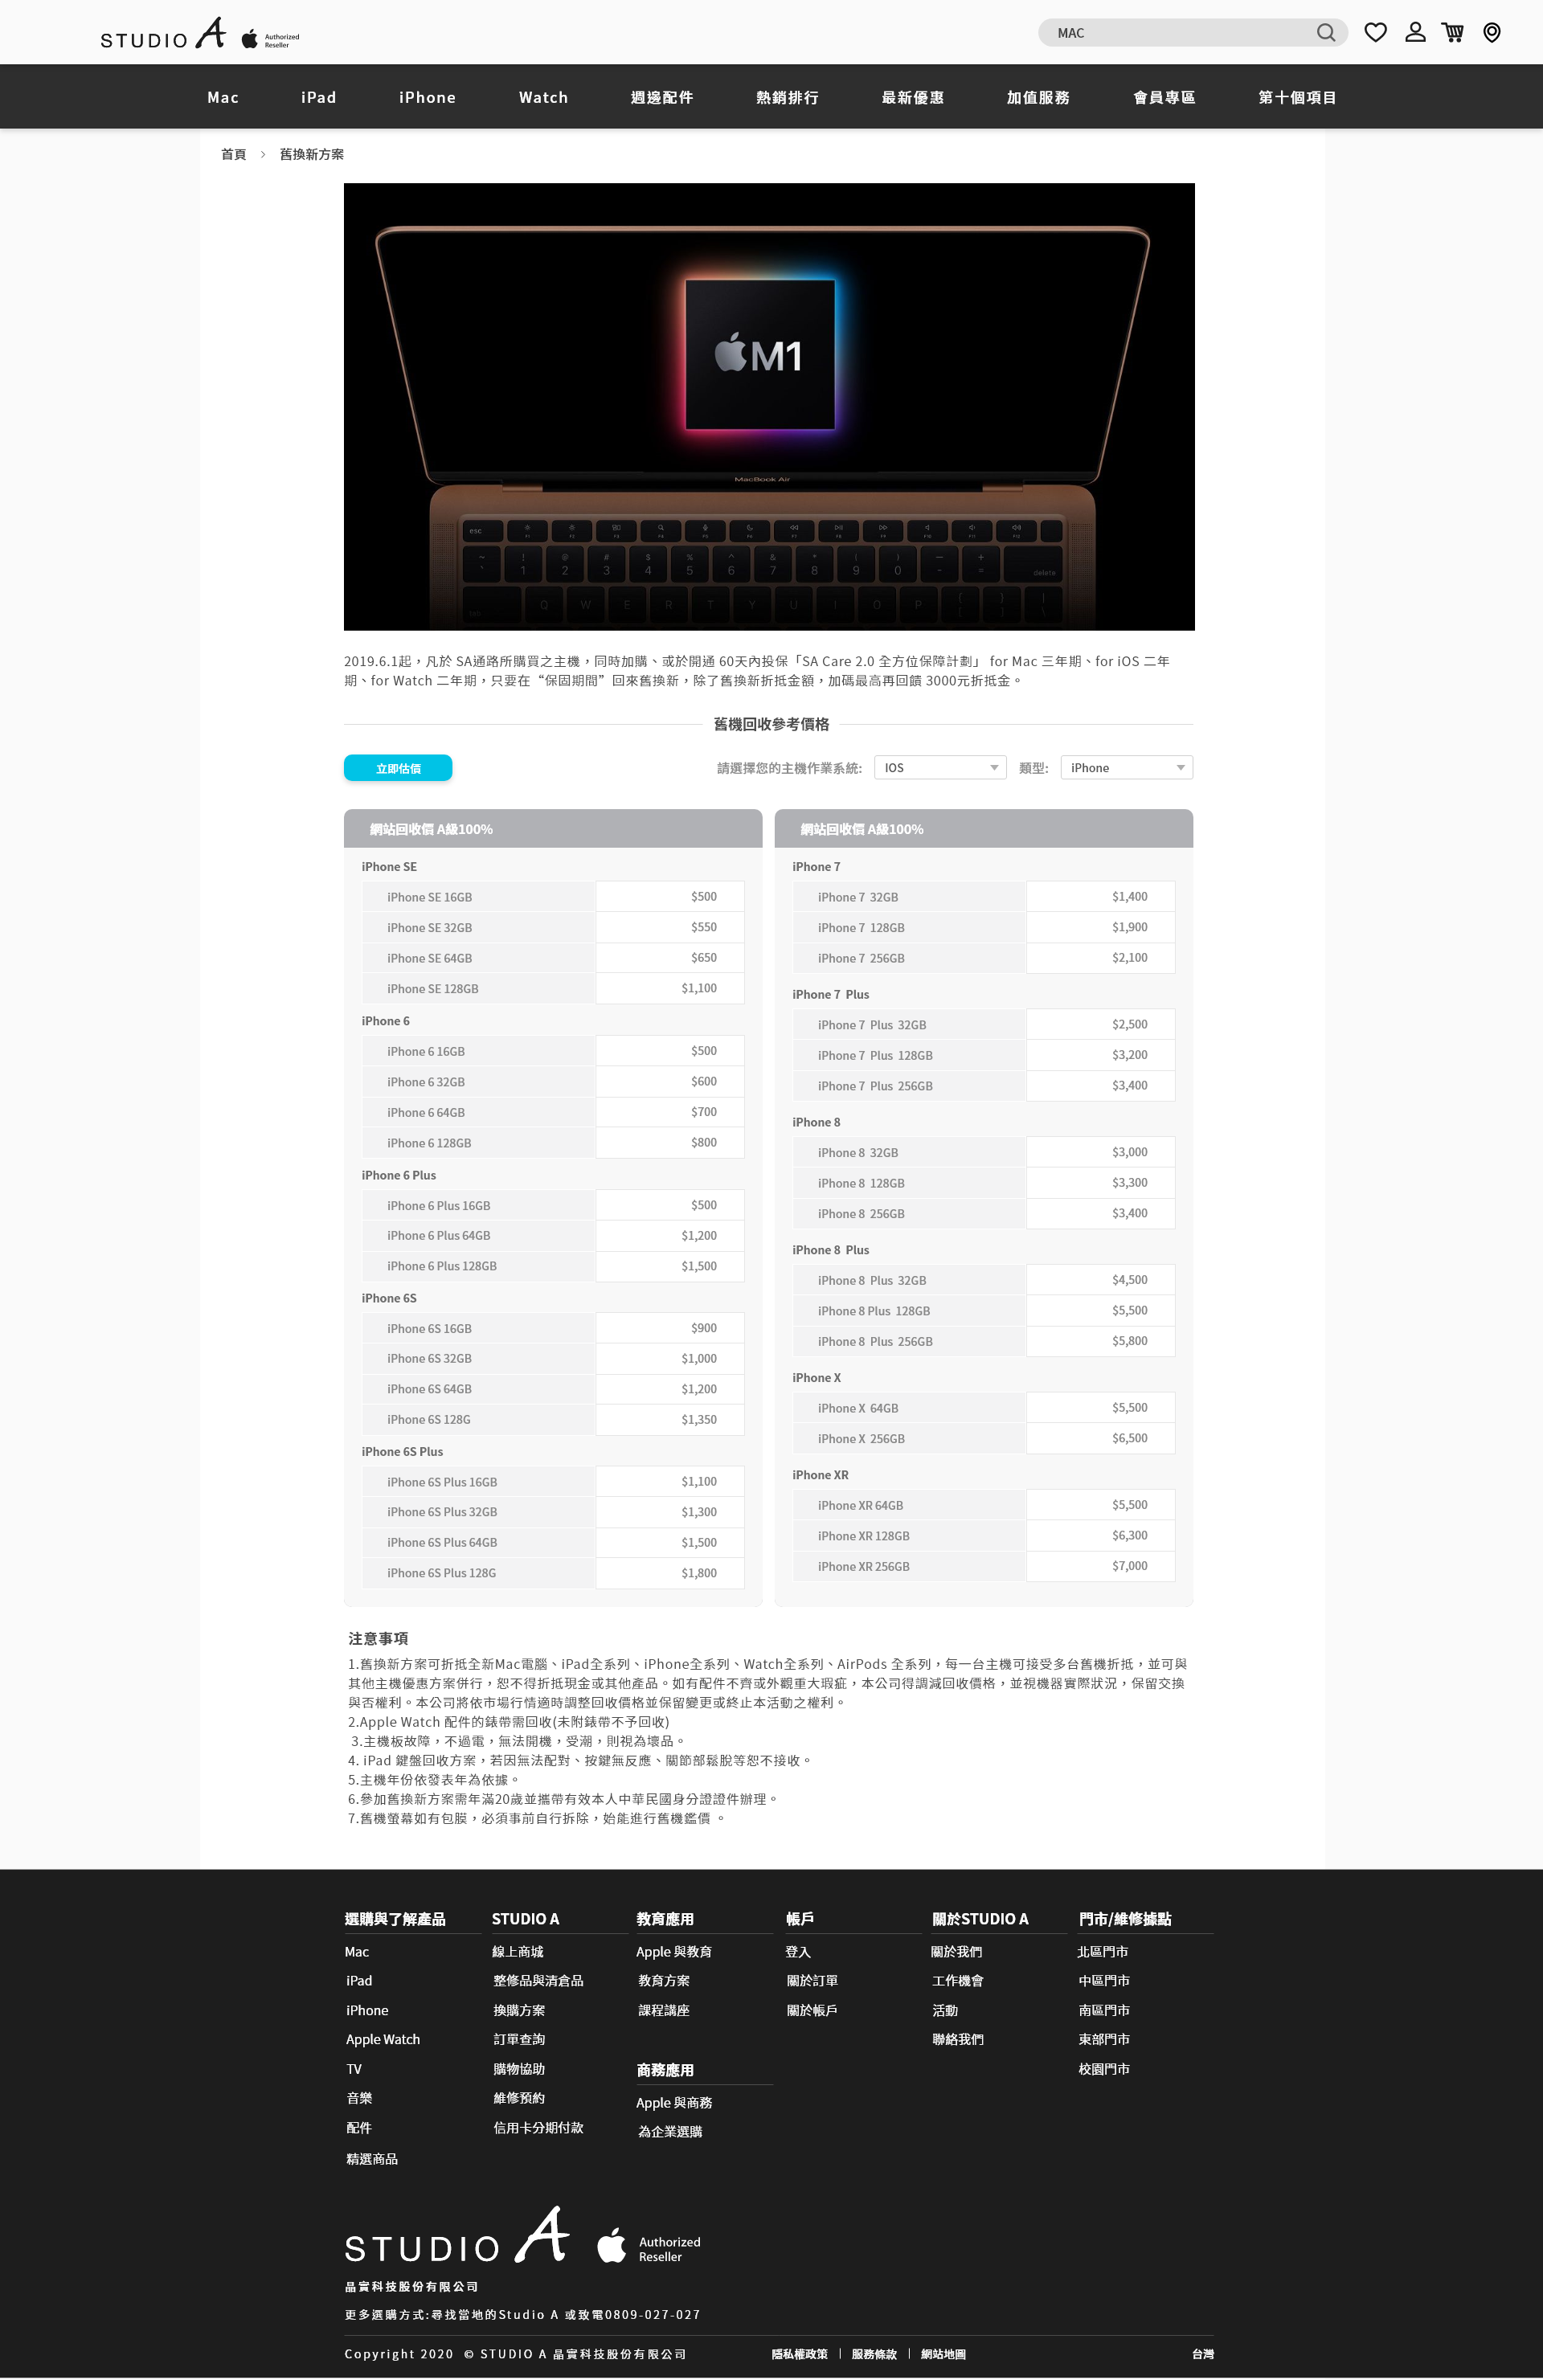 STUDIO A Authorized Reseller
MAC
Mac iPad iPhone Watch 週邊配件 熱銷排行 最新優惠 加值服務 會員專區 第十個項目
首頁 > 舊換新方案
M1
MacBook Air
esc
delete
Q W E R T Y U I O P
2019.6.1起，凡於 SA通路所購買之主機，同時加購、或於開通 60天內投保「SA Care 2.0 全方位保障計劃」 for Mac 三年期、for iOS 二年
期、for Watch 二年期，只要在“保固期間”回來舊換新，除了舊換新折抵金額，加碼最高再回饋 3000元折抵金。
舊機回收參考價格
立即估價 請選擇您的主機作業系統: IOS 類型: iPhone
網站回收價 A級100%
iPhone SE
iPhone SE 16GB $500
iPhone SE 32GB $550
iPhone SE 64GB $650
iPhone SE 128GB $1,100
iPhone 6
iPhone 6 16GB $500
iPhone 6 32GB $600
iPhone 6 64GB $700
iPhone 6 128GB $800
iPhone 6 Plus
iPhone 6 Plus 16GB $500
iPhone 6 Plus 64GB $1,200
iPhone 6 Plus 128GB $1,500
iPhone 6S
iPhone 6S 16GB $900
iPhone 6S 32GB $1,000
iPhone 6S 64GB $1,200
iPhone 6S 128G $1,350
iPhone 6S Plus
iPhone 6S Plus 16GB $1,100
iPhone 6S Plus 32GB $1,300
iPhone 6S Plus 64GB $1,500
iPhone 6S Plus 128G $1,800
網站回收價 A級100%
iPhone 7
iPhone 7 32GB $1,400
iPhone 7 128GB $1,900
iPhone 7 256GB $2,100
iPhone 7 Plus
iPhone 7 Plus 32GB $2,500
iPhone 7 Plus 128GB $3,200
iPhone 7 Plus 256GB $3,400
iPhone 8
iPhone 8 32GB $3,000
iPhone 8 128GB $3,300
iPhone 8 256GB $3,400
iPhone 8 Plus
iPhone 8 Plus 32GB $4,500
iPhone 8 Plus 128GB $5,500
iPhone 8 Plus 256GB $5,800
iPhone X
iPhone X 64GB $5,500
iPhone X 256GB $6,500
iPhone XR
iPhone XR 64GB $5,500
iPhone XR 128GB $6,300
iPhone XR 256GB $7,000
注意事項
1.舊換新方案可折抵全新Mac電腦、iPad全系列、iPhone全系列、Watch全系列、AirPods 全系列，每一台主機可接受多台舊機折抵，並可與
其他主機優惠方案併行，恕不得折抵現金或其他產品。如有配件不齊或外觀重大瑕疵，本公司得調減回收價格，並視機器實際狀況，保留交換
與否權利。本公司將依市場行情適時調整回收價格並保留變更或終止本活動之權利。
2.Apple Watch 配件的錶帶需回收(未附錶帶不予回收)
3.主機板故障，不過電，無法開機，受潮，則視為壞品。
4. iPad 鍵盤回收方案，若因無法配對、按鍵無反應、關節部鬆脫等恕不接收。
5.主機年份依發表年為依據。
6.參加舊換新方案需年滿20歲並攜帶有效本人中華民國身分證證件辦理。
7.舊機螢幕如有包膜，必須事前自行拆除，始能進行舊機鑑價 。
選購與了解產品
Mac
iPad
iPhone
Apple Watch
TV
音樂
配件
精選商品
STUDIO A
線上商城
整修品與清倉品
換購方案
訂單查詢
購物協助
維修預約
信用卡分期付款
教育應用
Apple 與教育
教育方案
課程講座
商務應用
Apple 與商務
為企業選購
帳戶
登入
關於訂單
關於帳戶
關於STUDIO A
關於我們
工作機會
活動
聯絡我們
門市/維修據點
北區門市
中區門市
南區門市
東部門市
校園門市
STUDIO A Authorized Reseller
晶實科技股份有限公司
更多選購方式:尋找當地的Studio A 或致電0809-027-027
Copyright 2020 © STUDIO A 晶實科技股份有限公司 隱私權政策 | 服務條款 | 網站地圖 台灣